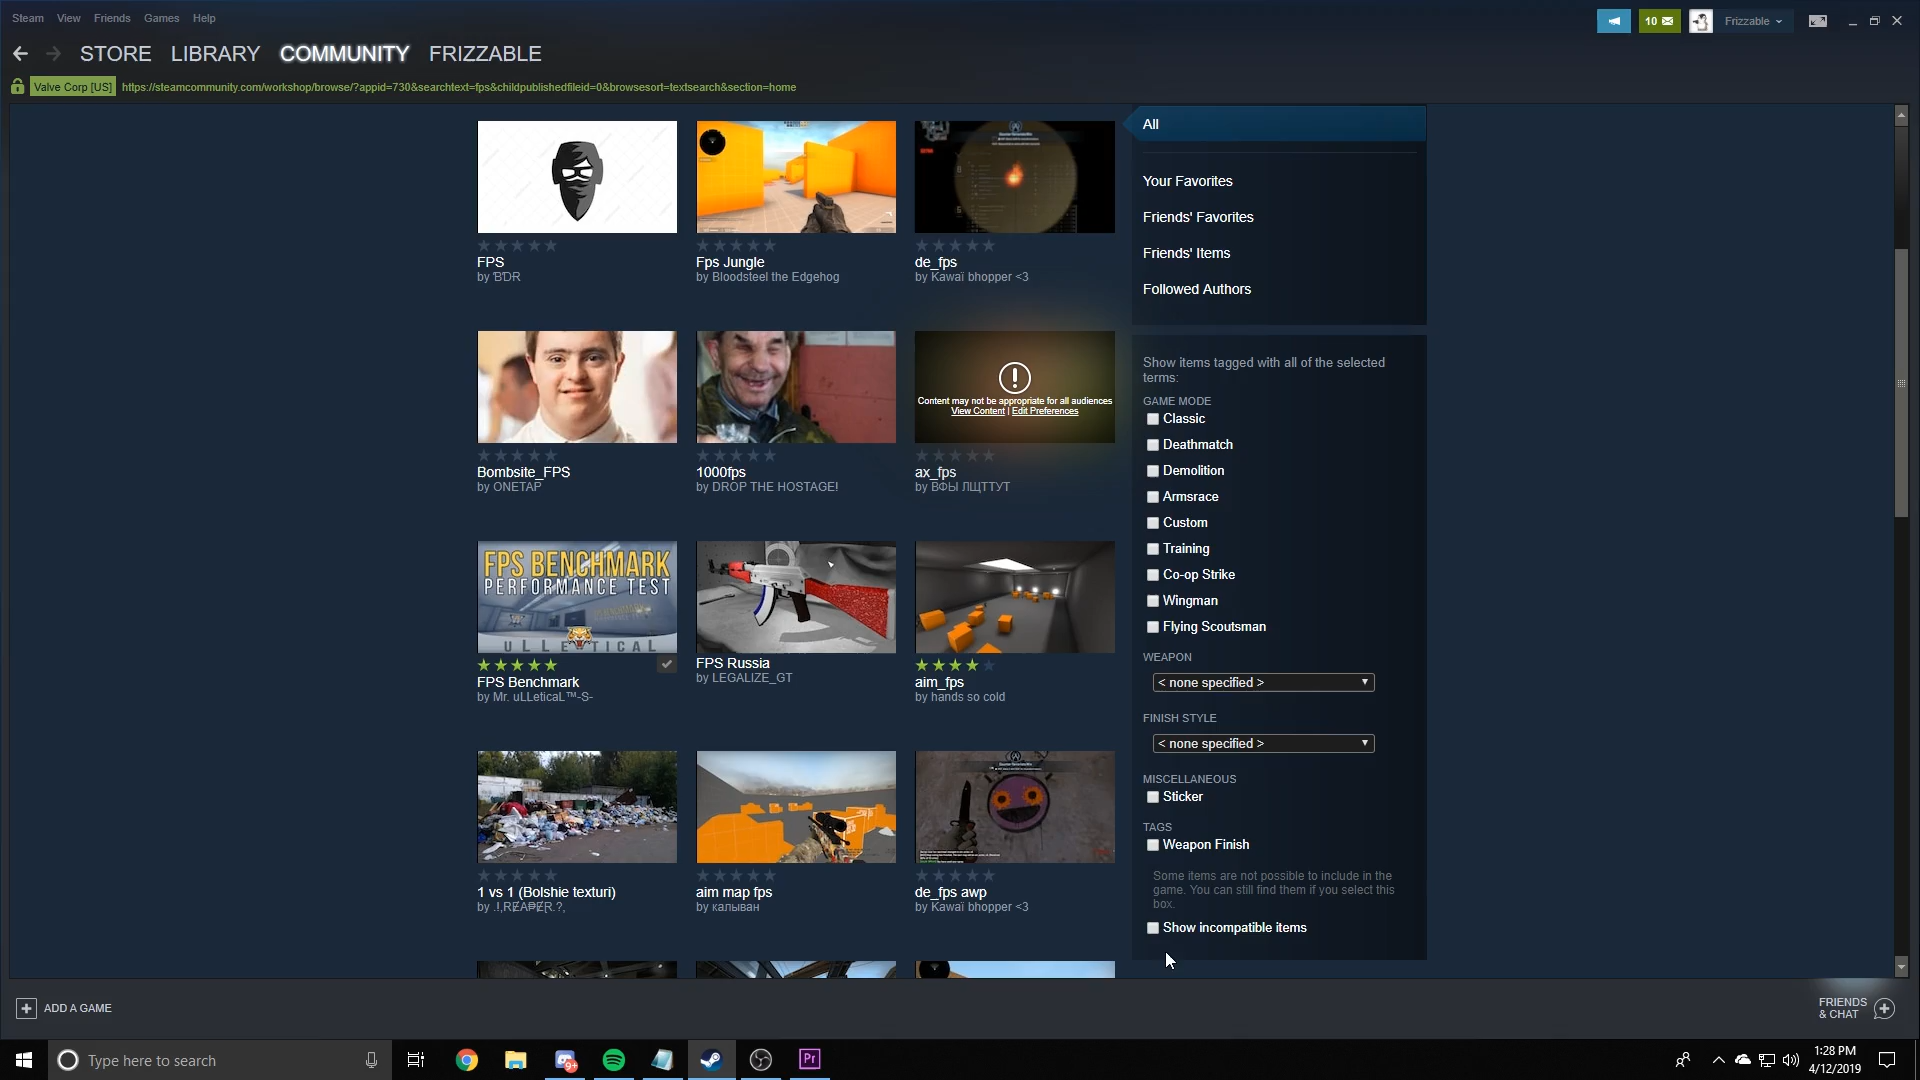 Steam View Friends Games Help
10
Frizzable
STORE LIBRARY COMMUNITY FRIZZABLE
Valve Corp [US] https://steamcommunity.com/workshop/browse/?appid=730&searchtext=fps&childpublishedfileid=0&browsesort=textsearch&section=home
FPS
by ƁƊR
Fps Jungle
by Bloodsteel the Edgehog
de_fps
by Kawaï bhopper <3
Bombsite_FPS
by ONETAP
1000fps
by DROP THE HOSTAGE!
Content may not be appropriate for all audiences
View Content | Edit Preferences
ax_fps
by ВФЫ ЛЩТТУТ
FPS BENCHMARK
PERFORMANCE TEST
ULLETICAL
FPS Benchmark
by Mr. uLLeticaL™-S-
FPS Russia
by LEGALIZE_GT
aim_fps
by hands so cold
1 vs 1 (Bolshie texturi)
aim map fps
by калыван
de_fps awp
by Kawaï bhopper <3
All
Your Favorites
Friends' Favorites
Friends' Items
Followed Authors
Show items tagged with all of the selected
terms:
GAME MODE
Classic
Deathmatch
Demolition
Armsrace
Custom
Training
Co-op Strike
Wingman
Flying Scoutsman
WEAPON
< none specified >
FINISH STYLE
< none specified >
MISCELLANEOUS
Sticker
TAGS
Weapon Finish
Some items are not possible to include in the
game. You can still find them if you select this
box.
Show incompatible items
ADD A GAME
FRIENDS
& CHAT
Type here to search
9+
Pr
1:28 PM
4/12/2019